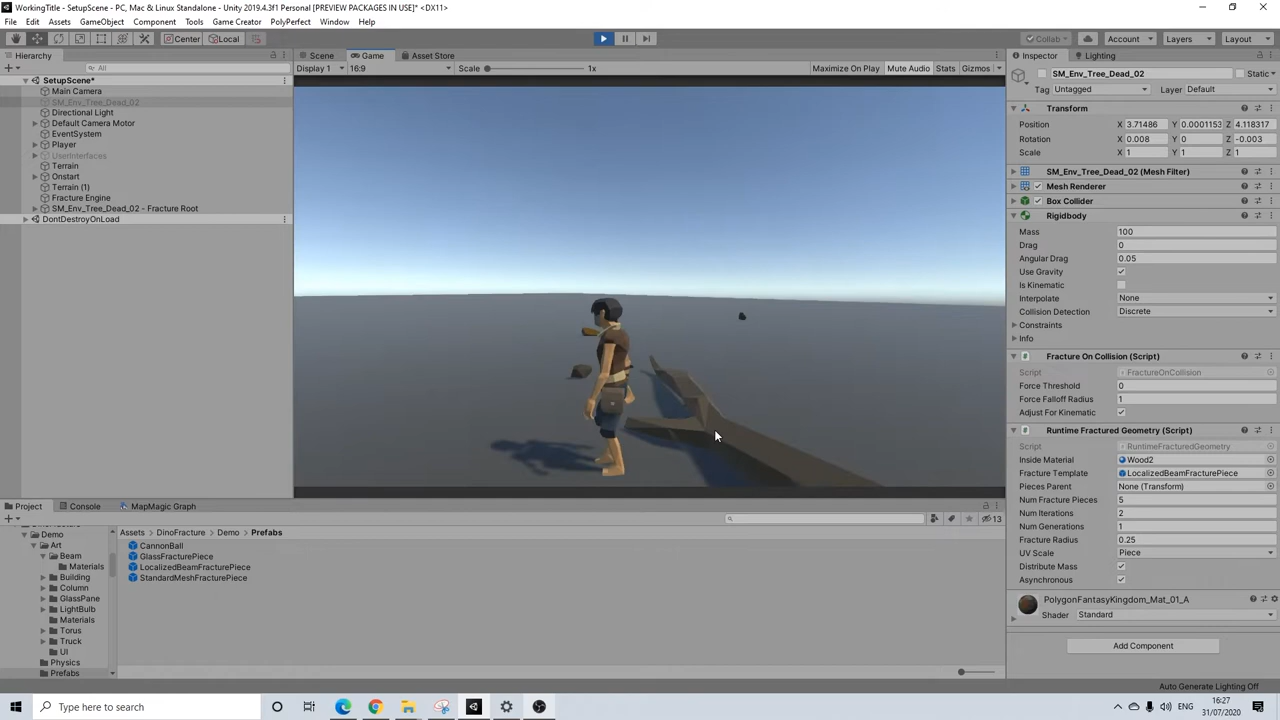 WorkingTitle - SetupScene - PC, Mac & Linux Standalone - Unity 2019.4.3f1 Personal [PREVIEW PACKAGES IN USE]* <DX11>
File Edit Assets GameObject Component Tools Game Creator PolyPerfect Window Help
Center Local Collab Account Layers Layout
Hierarchy
All
SetupScene*
Main Camera
SM_Env_Tree_Dead_02
Directional Light
Default Camera Motor
EventSystem
Player
UserInterfaces
Terrain
Onstart
Terrain (1)
Fracture Engine
SM_Env_Tree_Dead_02 - Fracture Root
DontDestroyOnLoad
Scene Game Asset Store
Display 1 16:9 Scale 1x Maximize On Play Mute Audio Stats Gizmos
Inspector Lighting
SM_Env_Tree_Dead_02 Static
Tag Untagged Layer Default
Transform
Position X 3.71486 Y 0.0001153 Z 4.118317
Rotation X 0.008 Y 0 Z -0.003
Scale X 1 Y 1 Z 1
SM_Env_Tree_Dead_02 (Mesh Filter)
Mesh Renderer
Box Collider
Rigidbody
Mass 100
Drag 0
Angular Drag 0.05
Use Gravity
Is Kinematic
Interpolate None
Collision Detection Discrete
Constraints
Info
Fracture On Collision (Script)
Script FractureOnCollision
Force Threshold 0
Force Falloff Radius 1
Adjust For Kinematic
Runtime Fractured Geometry (Script)
Script RuntimeFracturedGeometry
Inside Material Wood2
Fracture Template LocalizedBeamFracturePiece
Pieces Parent None (Transform)
Num Fracture Pieces 5
Num Iterations 2
Num Generations 1
Fracture Radius 0.25
UV Scale Piece
Distribute Mass
Asynchronous
PolygonFantasyKingdom_Mat_01_A
Shader Standard
Add Component
Auto Generate Lighting Off
Project Console MapMagic Graph
13
Demo
Art
Beam
Materials
Building
Column
GlassPane
LightBulb
Materials
Torus
Truck
UI
Physics
Prefabs
Assets DinoFracture Demo Prefabs
CannonBall
GlassFracturePiece
LocalizedBeamFracturePiece
StandardMeshFracturePiece
Type here to search
ENG
16:27
31/07/2020